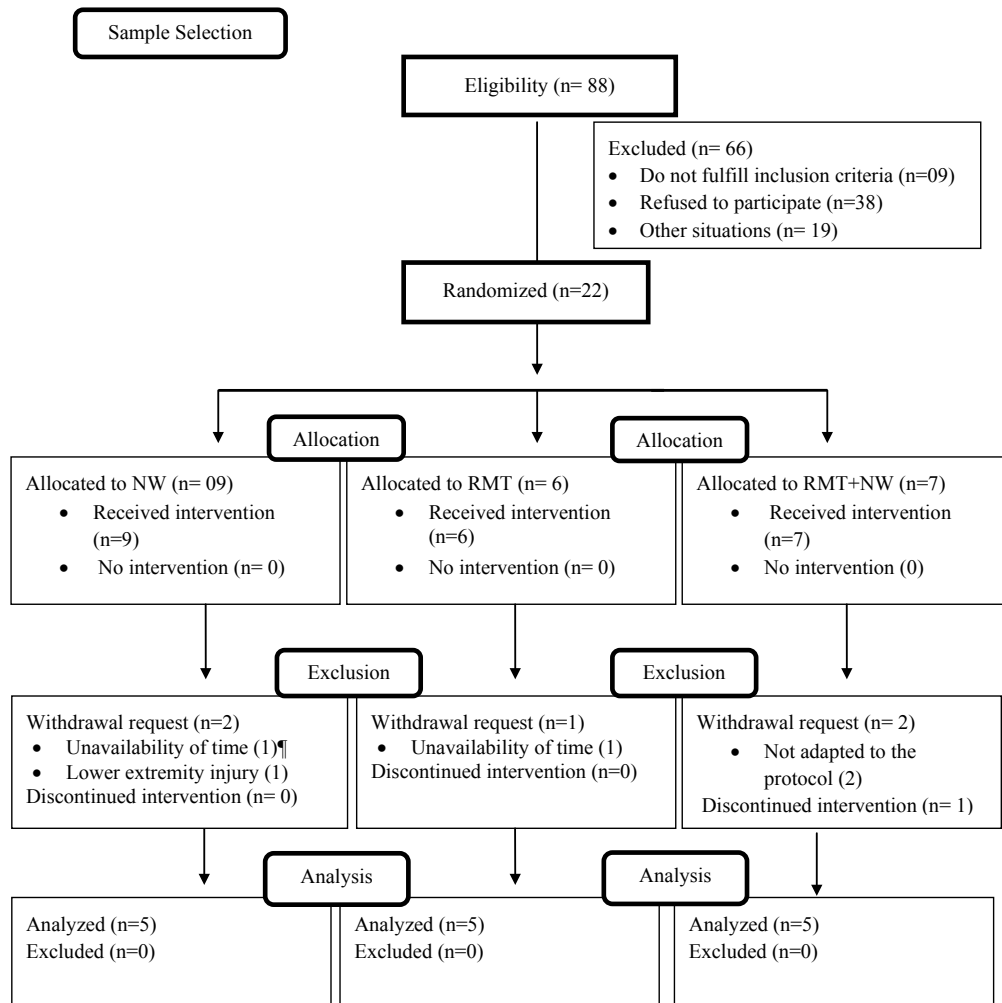 Sample Selection
Eligibility (n= 88)
Excluded (n= 66)
• Do not fulfill inclusion criteria (n=09)
• Refused to participate (n=38)
• Other situations (n= 19)
Randomized (n=22)
Allocation
Allocation
Allocated to NW (n= 09)
• Received intervention
(n=9)
• No intervention (n= 0)
Allocated to RMT (n= 6)
• Received intervention
(n=6)
• No intervention (n= 0)
Allocated to RMT+NW (n=7)
• Received intervention
(n=7)
• No intervention (0)
Exclusion
Exclusion
Withdrawal request (n=2)
• Unavailability of time (1)¶
• Lower extremity injury (1)
Discontinued intervention (n= 0)
Withdrawal request (n=1)
• Unavailability of time (1)
Discontinued intervention (n=0)
Withdrawal request (n= 2)
• Not adapted to the
protocol (2)
Discontinued intervention (n= 1)
Analysis
Analysis
Analyzed (n=5)
Excluded (n=0)
Analyzed (n=5)
Excluded (n=0)
Analyzed (n=5)
Excluded (n=0)